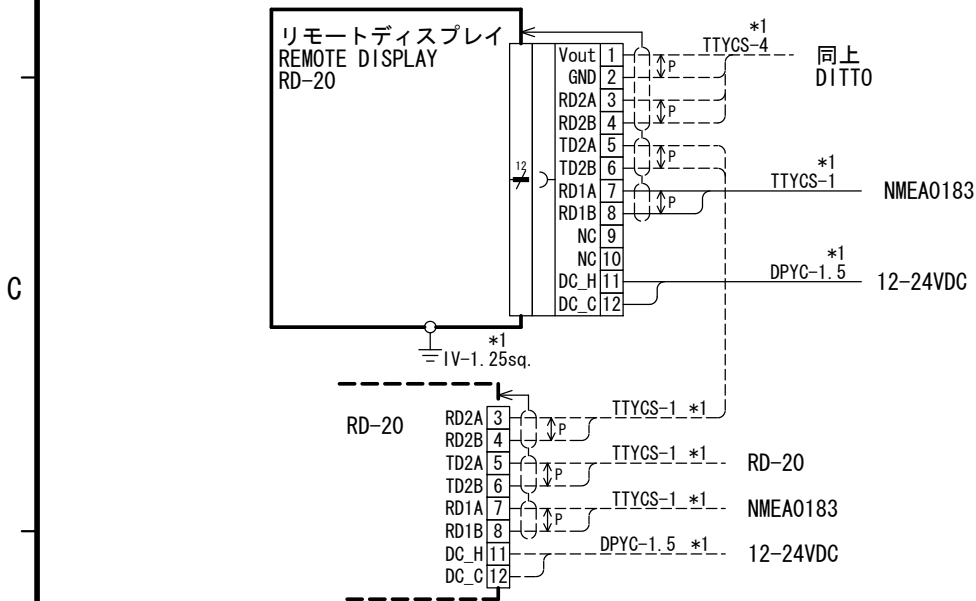 リモートディスプレイ
REMOTE DISPLAY
RD-20
Vout 1
GND 2
RD2A 3
RD2B 4
TD2A 5
TD2B 6
RD1A 7
RD1B 8
NC 9
NC 10
DC_H 11
DC_C 12
12
P
P
P
P
*1
TTYCS-4
同上
DITTO
*1
TTYCS-1
NMEA0183
*1
DPYC-1.5
12-24VDC
C
*1
IV-1.25sq.
RD-20
RD2A 3
RD2B 4
TD2A 5
TD2B 6
RD1A 7
RD1B 8
DC_H 11
DC_C 12
P
P
P
TTYCS-1 *1
TTYCS-1 *1
RD-20
TTYCS-1 *1
NMEA0183
DPYC-1.5 *1
12-24VDC